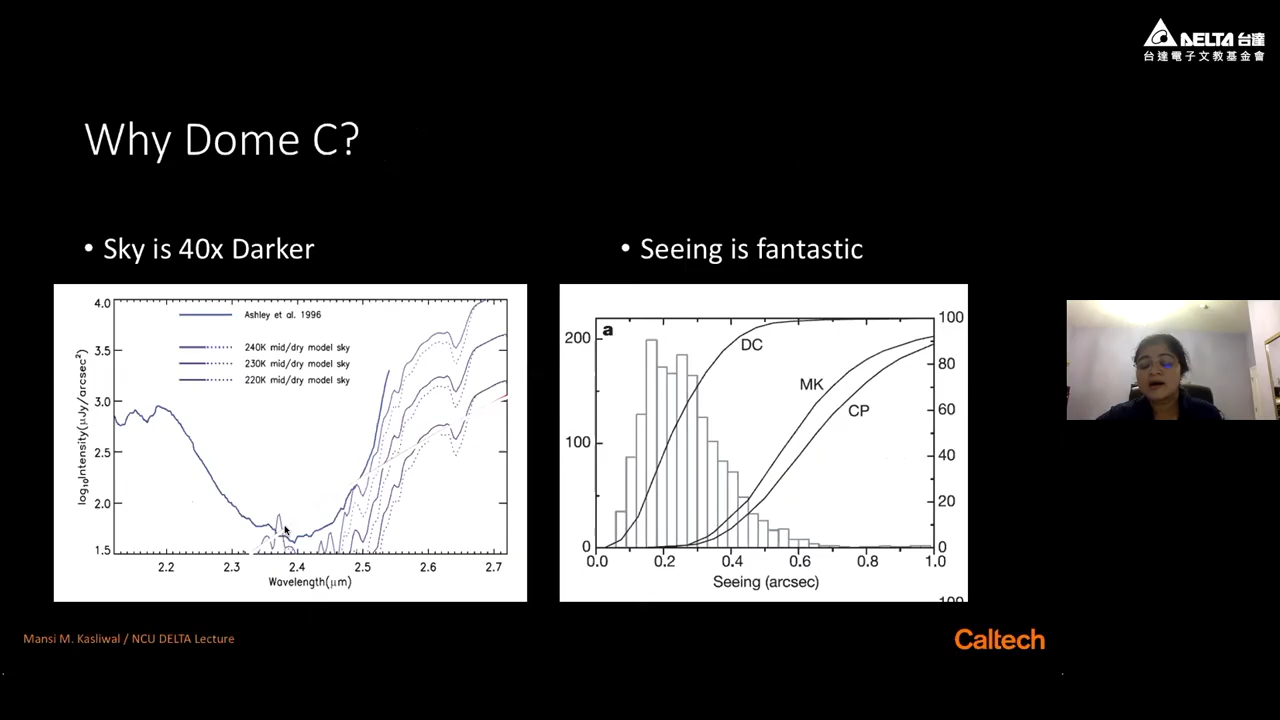 DELTA 台達
台達電子文教基金會
Why Dome C?
• Sky is 40x Darker
• Seeing is fantastic
4.0
3.5
3.0
2.5
2.0
1.5
log10Intensity(μJy/arcsec²)
Ashley et al. 1996
240K mid/dry model sky
230K mid/dry model sky
220K mid/dry model sky
2.2 2.3 2.4 2.5 2.6 2.7
Wavelength(μm)
a
200
100
0
DC
MK
CP
100
80
60
40
20
0
0.0 0.2 0.4 0.6 0.8 1.0
Seeing (arcsec)
Mansi M. Kasliwal / NCU DELTA Lecture
Caltech